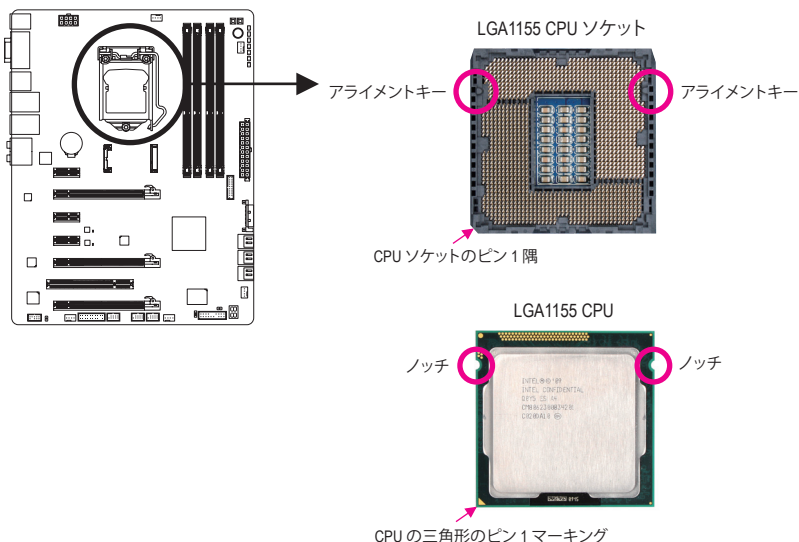 LGA1155 CPU ソケット
アライメントキー
アライメントキー
CPU ソケットのピン 1 隅
LGA1155 CPU
ノッチ
ノッチ
INTEL CONFIDENTIAL
CPU の三角形のピン 1 マーキング